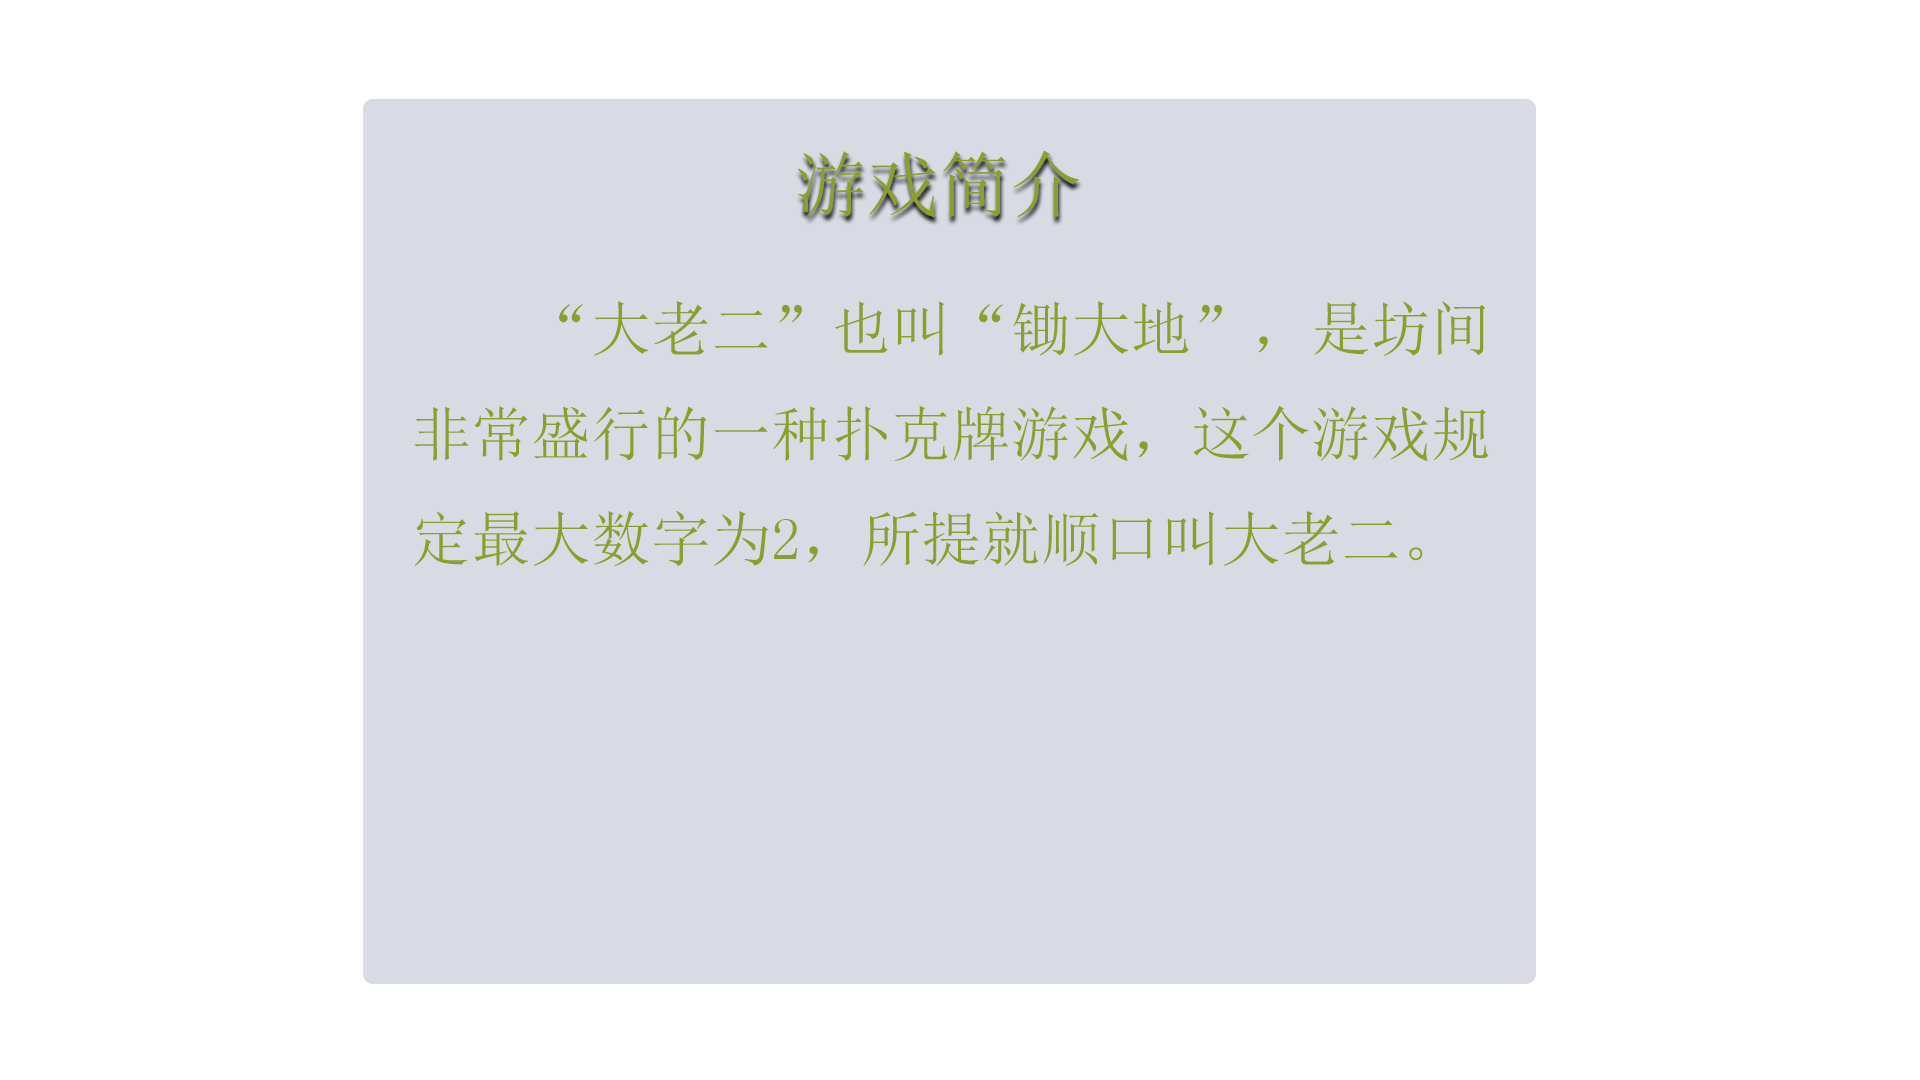 游戏简介
“大老二”也叫“锄大地”，是坊间
非常盛行的一种扑克牌游戏，这个游戏规
定最大数字为2，所提就顺口叫大老二。